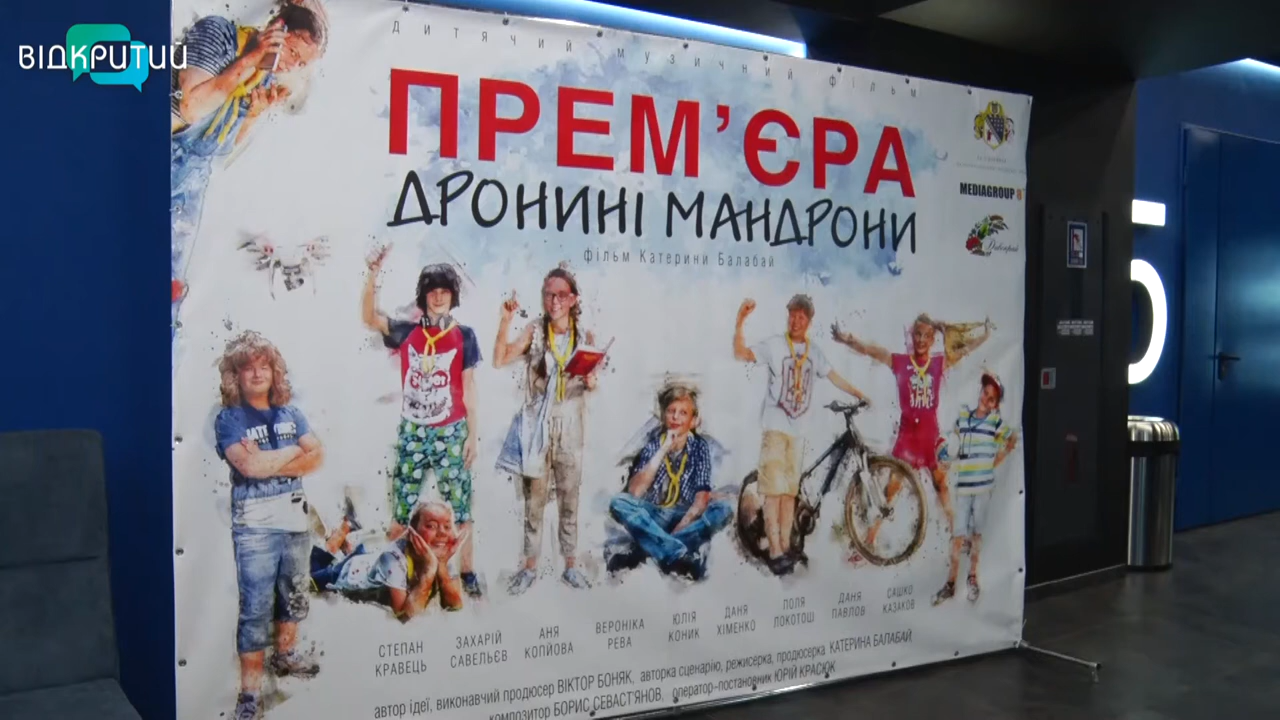 ВІДКРИТИЙ
дитячий музичний фільм
ПРЕМ’ЄРА
ДРОНИНІ МАНДРОНИ
фільм Катерини Балабай
MEDIAGROUP
СТЕПАН КРАВЕЦЬ
ЗАХАРІЙ САВЕЛЬЄВ
АНЯ КОПЙОВА
ВЕРОНІКА РЕВА
ЮЛІЯ КОНИК
ДАНЯ ХІМЕНКО
ПОЛЯ ЛОКОТОШ
ДАНЯ ПАВЛОВ
САШКО КАЗАКОВ
автор ідеї, виконавчий продюсер ВІКТОР БОНЯК, авторка сценарію, режисерка, продюсерка КАТЕРИНА БАЛАБАЙ
композитор БОРИС СЕВАСТ'ЯНОВ, оператор-постановник ЮРІЙ КРАСЮК